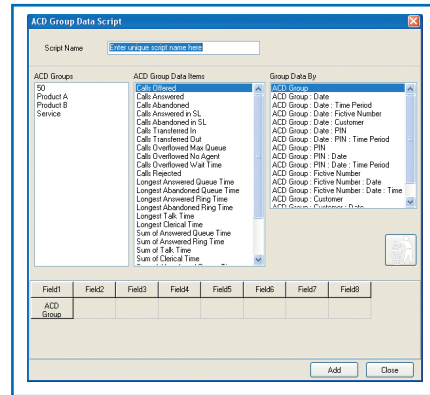 ACD Group Data Script
Script Name
Enter unique script name here
ACD Groups
50
Product A
Product B
Service
ACD Group Data Items
Calls Offered
Calls Answered
Calls Abandoned
Calls Answered in SL
Calls Abandoned in SL
Calls Transferred In
Calls Transferred Out
Calls Overflowed Max Queue
Calls Overflowed No Agent
Calls Overflowed Wait Time
Calls Rejected
Longest Answered Queue Time
Longest Abandoned Queue Time
Longest Answered Ring Time
Longest Abandoned Ring Time
Longest Talk Time
Longest Clerical Time
Sum of Answered Queue Time
Sum of Answered Ring Time
Sum of Talk Time
Sum of Clerical Time
Group Data By
ACD Group
ACD Group : Date
ACD Group : Date : Time Period
ACD Group : Date : Fictive Number
ACD Group : Date : Customer
ACD Group : Date : PIN
ACD Group : Date : PIN : Time Period
ACD Group : PIN
ACD Group : PIN : Date
ACD Group : PIN : Date : Time Period
ACD Group : Fictive Number
ACD Group : Fictive Number : Date
ACD Group : Fictive Number : Date : Time
ACD Group : Customer
ACD Group : Customer : Date
Field1 Field2 Field3 Field4 Field5 Field6 Field7 Field8
ACD
Group
Add
Close